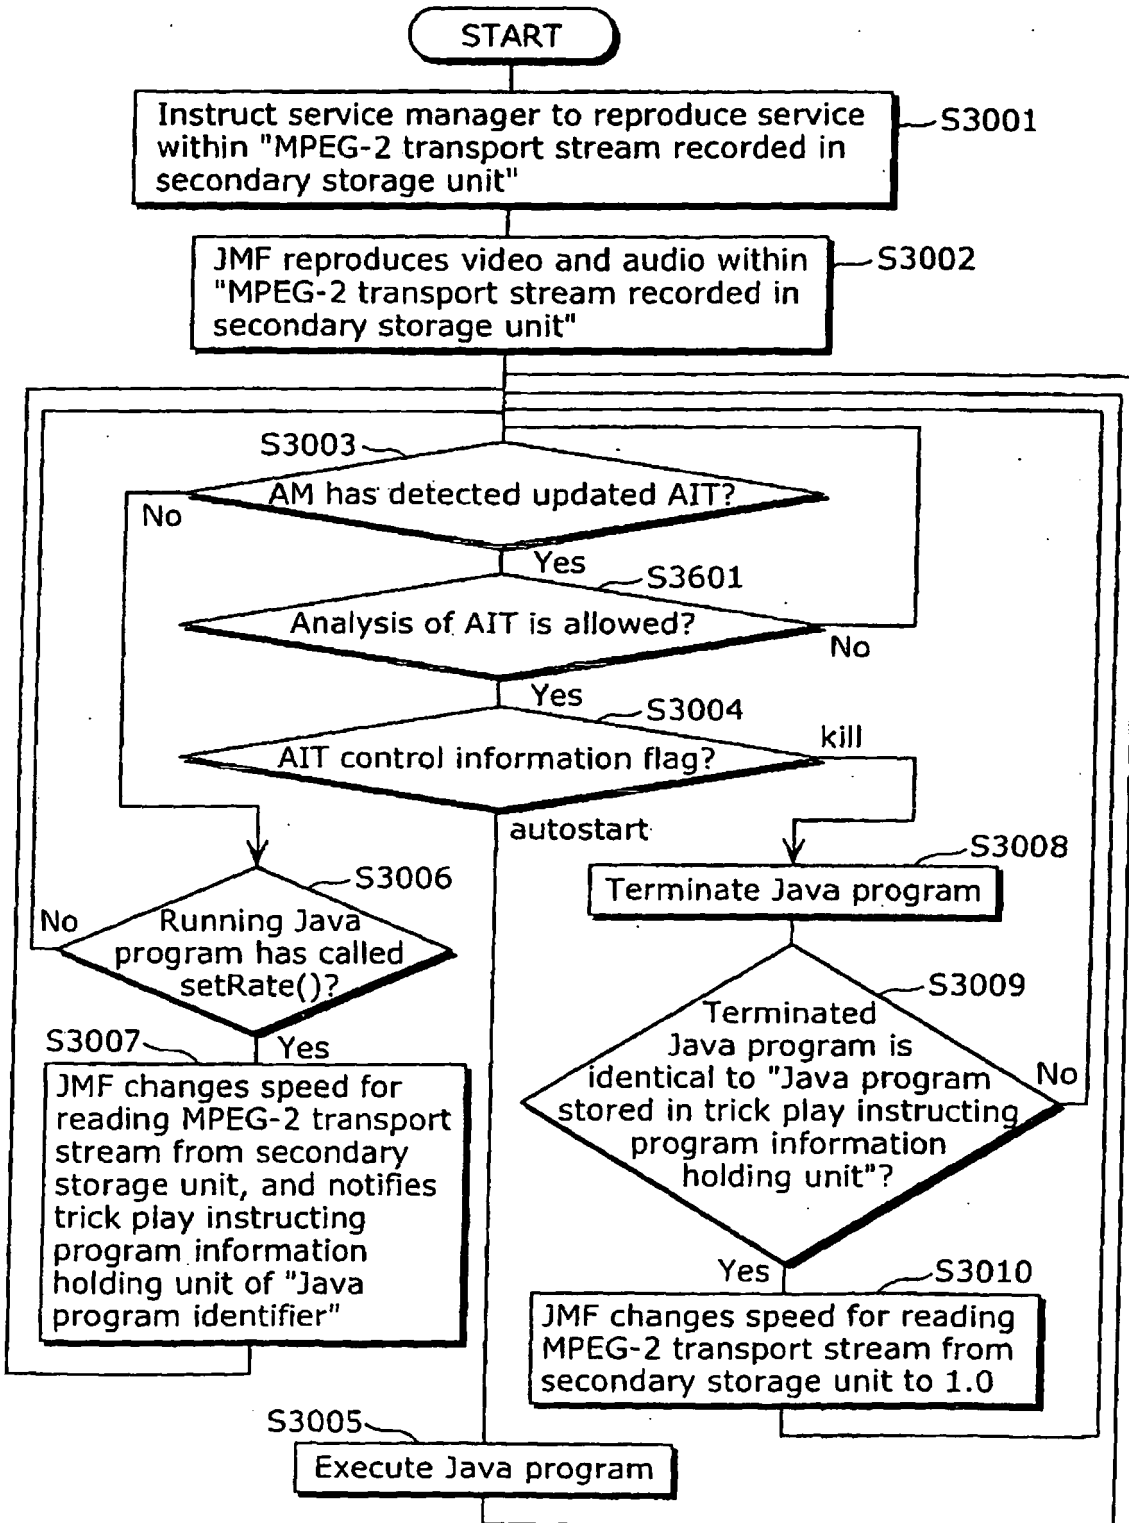 START
Instruct service manager to reproduce service
within "MPEG-2 transport stream recorded in
secondary storage unit"
S3001
JMF reproduces video and audio within
"MPEG-2 transport stream recorded in
secondary storage unit"
S3002
S3003
AM has detected updated AIT?
No
Yes
S3601
Analysis of AIT is allowed?
No
Yes
S3004
AIT control information flag?
kill
autostart
S3006
Running Java
program has called
setRate()?
No
Yes
S3007
JMF changes speed for
reading MPEG-2 transport
stream from secondary
storage unit, and notifies
trick play instructing
program information
holding unit of "Java
program identifier"
S3008
Terminate Java program
S3009
Terminated
Java program is
identical to "Java program
stored in trick play instructing
program information
holding unit"?
No
Yes
S3010
JMF changes speed for reading
MPEG-2 transport stream from
secondary storage unit to 1.0
S3005
Execute Java program